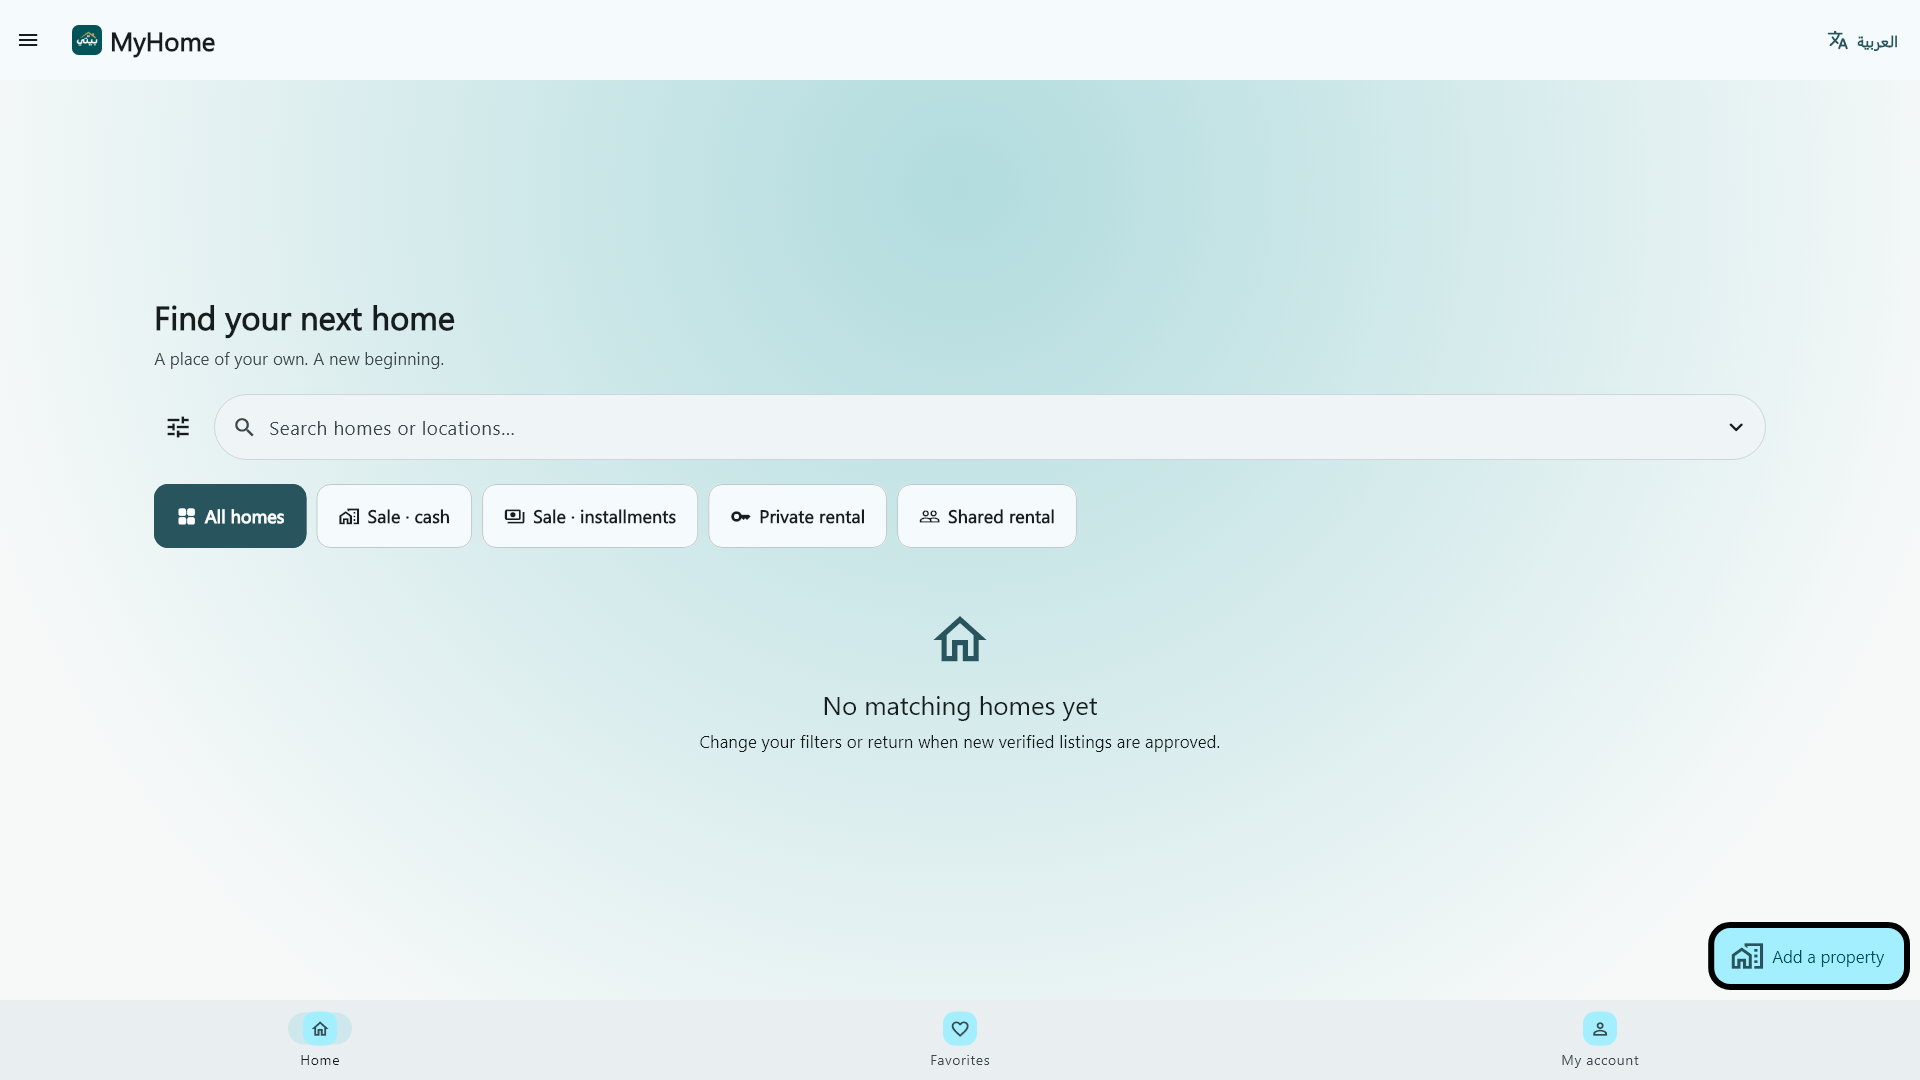 بيتي
MyHome
العربية
Find your next home
A place of your own. A new beginning.
Search homes or locations...
All homes
Sale · cash
Sale · installments
Private rental
Shared rental
No matching homes yet
Change your filters or return when new verified listings are approved.
Add a property
Home
Favorites
My account